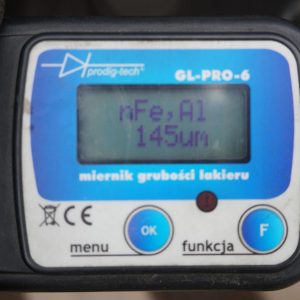 prodig-tech®
GL-PRO-6
nFe,Al
145um
miernik grubości lakieru
CE
OK
F
menu
funkcja